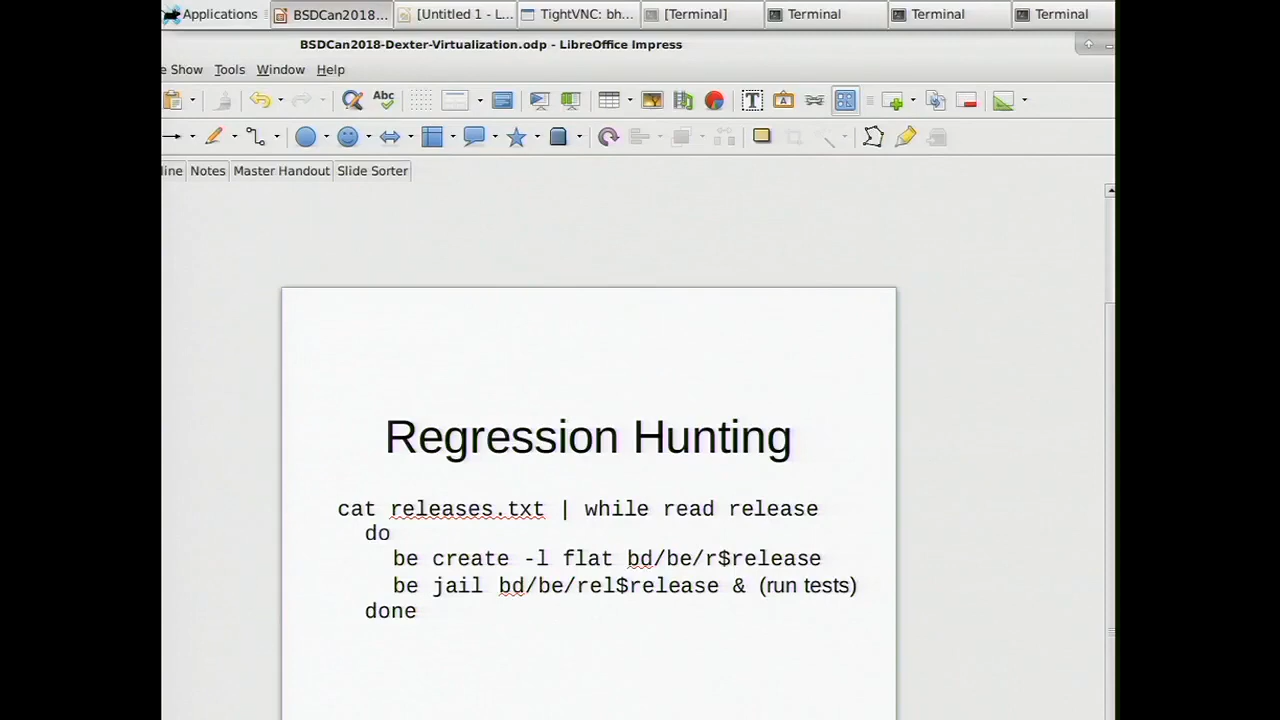 Applications
BSDCan2018...
[Untitled 1 - L...
TightVNC: bh...
[Terminal]
Terminal
Terminal
Terminal
BSDCan2018-Dexter-Virtualization.odp - LibreOffice Impress
e Show Tools Window Help
Abc
line Notes Master Handout Slide Sorter
Regression Hunting
cat releases.txt | while read release
do
be create -l flat bd/be/r$release
be jail bd/be/rel$release & (run tests)
done